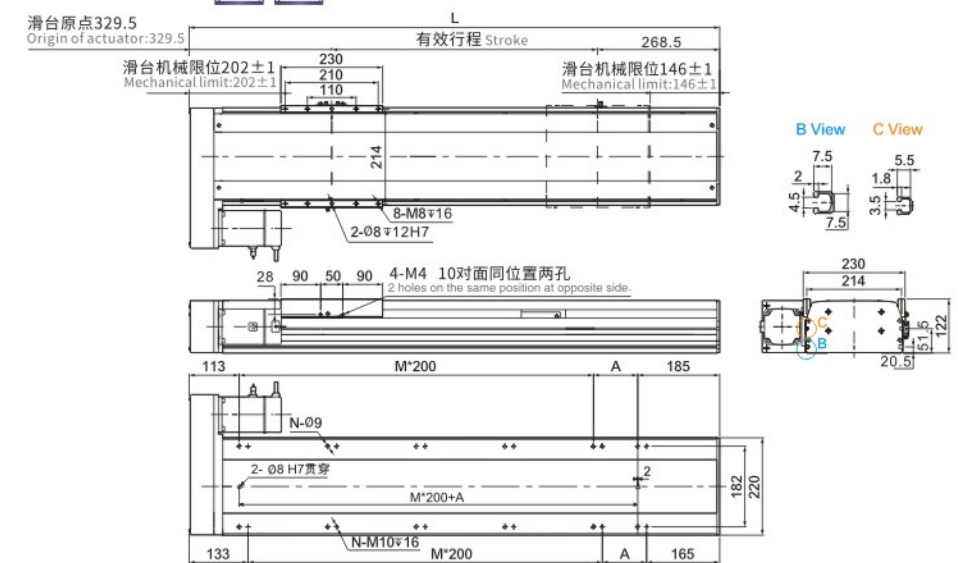 L
滑台原点329.5
Origin of actuator:329.5
有效行程 Stroke
268.5
滑台机械限位202±1
Mechanical limit:202±1
230
210
110
滑台机械限位146±1
Mechanical limit:146±1
214
8-M8↧16
2-Ø8↧12H7
B View
C View
7.5
2
4.5
7.5
5.5
1.8
3.5
28
90
50
90
4-M4 10对面同位置两孔
2 holes on the same position at opposite side.
230
214
C
B
51.5
122
20.5
113
M*200
A
185
N-Ø9
2- Ø8 H7贯穿
2
M*200+A
182
220
N-M10↧16
133
M*200
A
165